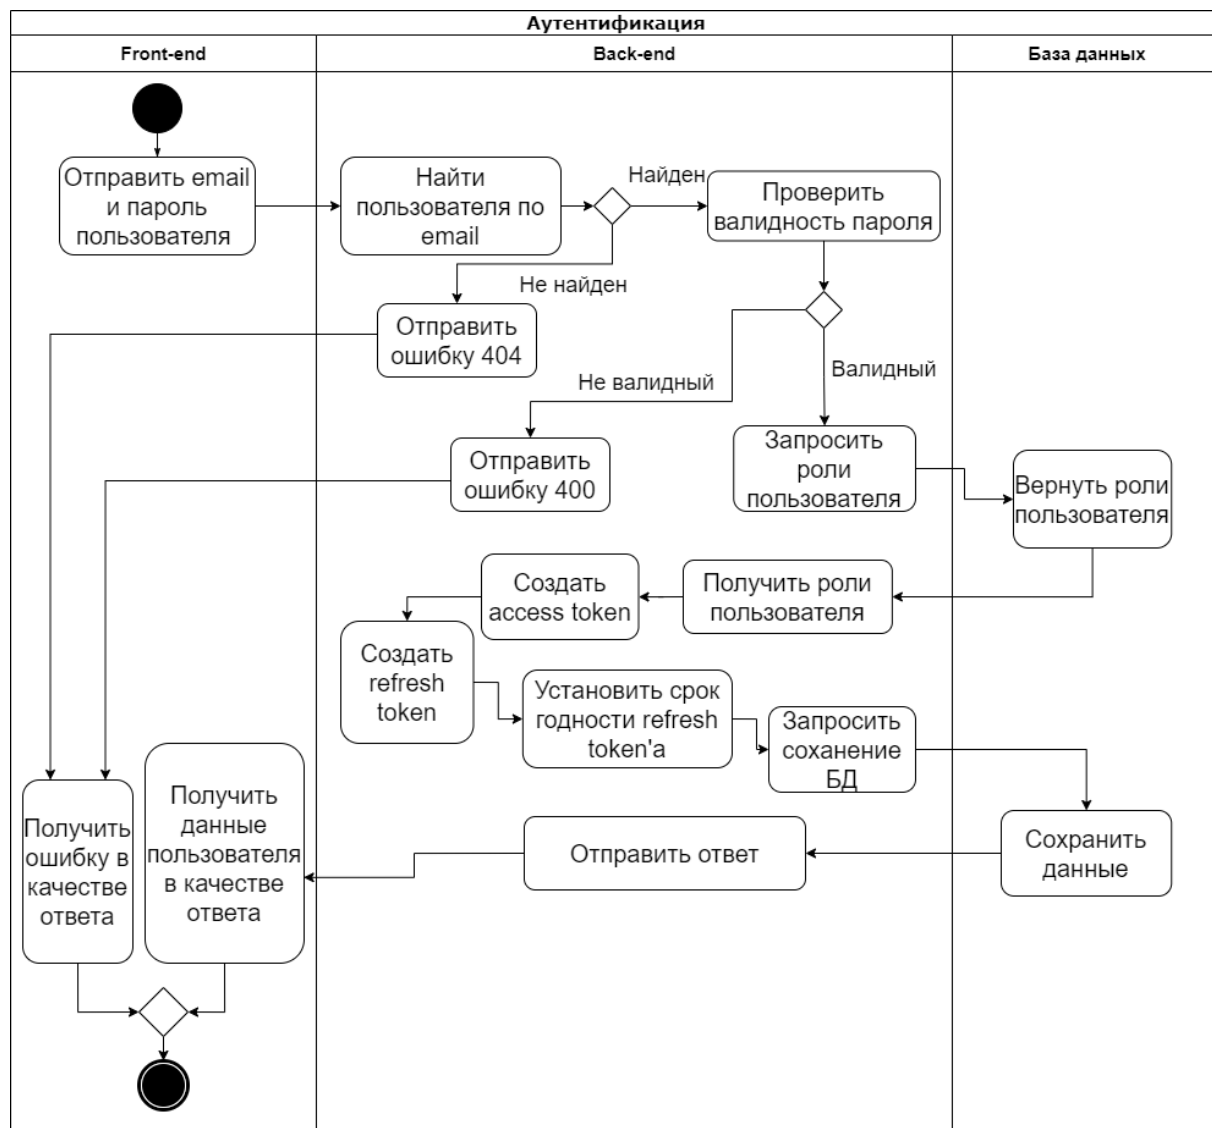 Аутентификация
Front-end
Back-end
База данных
Отправить email
и пароль
пользователя
Найти
пользователя по
email
Найден
Проверить
валидность пароля
Не найден
Отправить
ошибку 404
Не валидный
Валидный
Отправить
ошибку 400
Запросить
роли
пользователя
Вернуть роли
пользователя
Получить роли
пользователя
Создать
access token
Создать
refresh
token
Установить срок
годности refresh
token'а
Запросить
соханение
БД
Сохранить
данные
Отправить ответ
Получить
данные
пользователя
в качестве
ответа
Получить
ошибку в
качестве
ответа